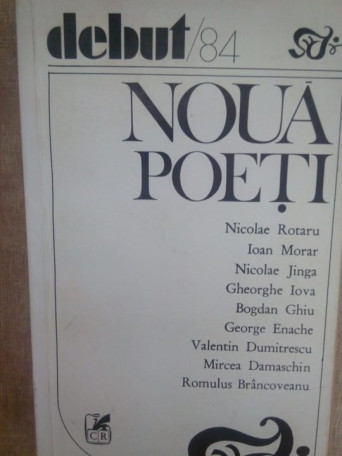 debut/84
NOUĂ
POEȚI
Nicolae Rotaru
Ioan Morar
Nicolae Jinga
Gheorghe Iova
Bogdan Ghiu
George Enache
Valentin Dumitrescu
Mircea Damaschin
Romulus Brâncoveanu
CR